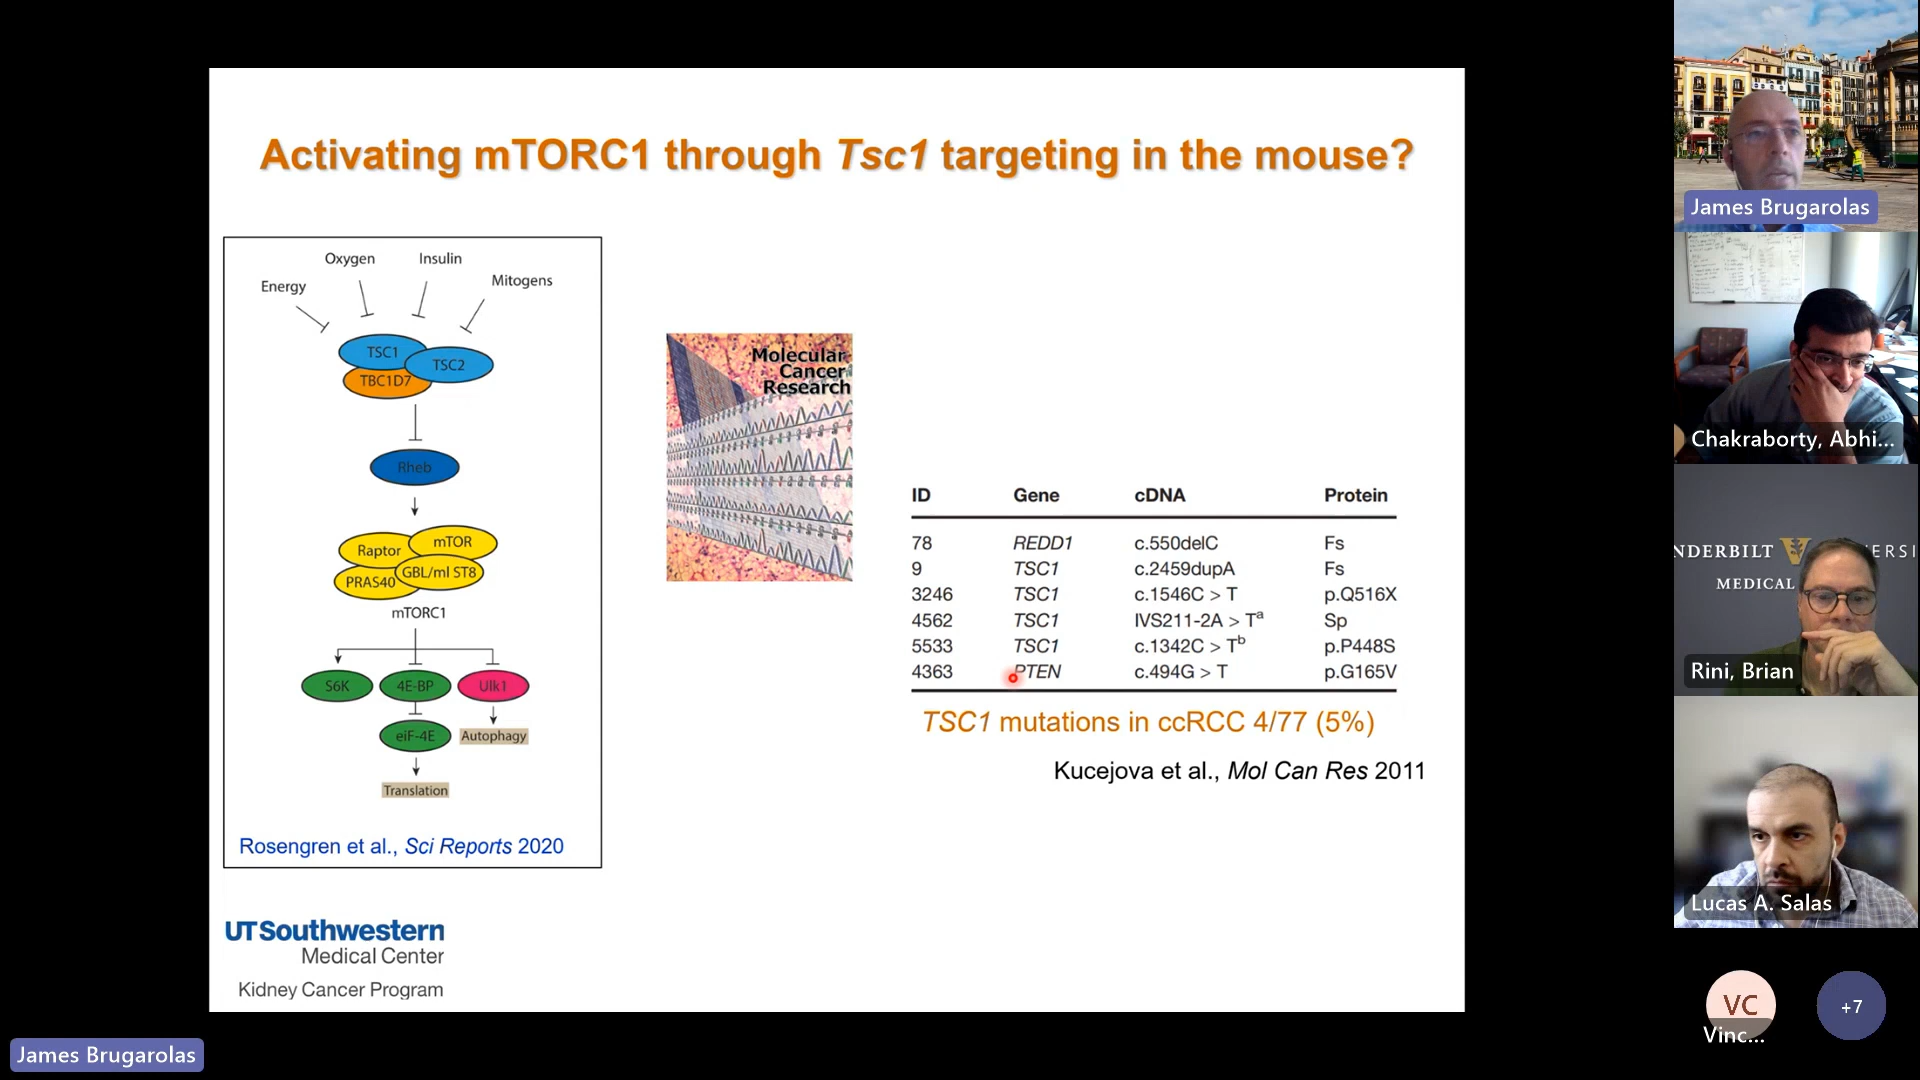 Activating mTORC1 through Tsc1 targeting in the mouse?
Oxygen
Insulin
Energy
Mitogens
TSC1
TSC2
TBC1D7
Rheb
Raptor
mTOR
PRAS40
GBL/ml ST8
mTORC1
S6K
4E-BP
Ulk1
eiF-4E
Autophagy
Translation
Rosengren et al., Sci Reports 2020
Molecular
Cancer
Research
ID Gene cDNA Protein
78 REDD1 c.550delC Fs
9 TSC1 c.2459dupA Fs
3246 TSC1 c.1546C > T p.Q516X
4562 TSC1 IVS211-2A > Ta Sp
5533 TSC1 c.1342C > Tb p.P448S
4363 PTEN c.494G > T p.G165V
TSC1 mutations in ccRCC 4/77 (5%)
Kucejova et al., Mol Can Res 2011
UTSouthwestern
Medical Center
Kidney Cancer Program
James Brugarolas
James Brugarolas
Chakraborty, Abhi...
NDERBILT V ERSI
MEDICAL
Rini, Brian
Lucas A. Salas
VC
Vinc...
+7